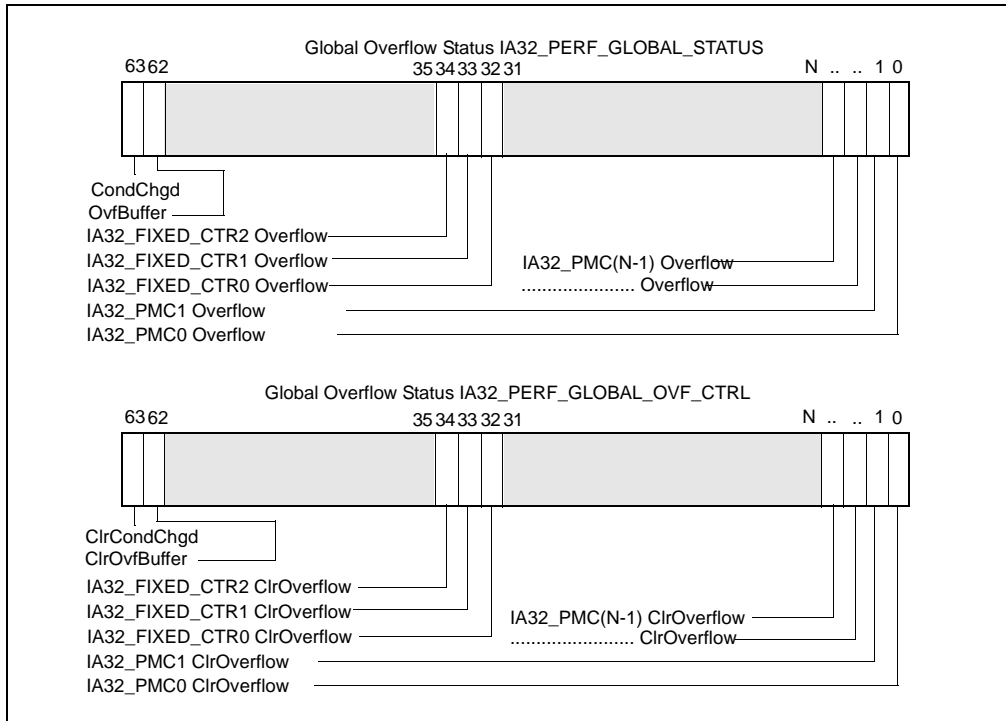 Global Overflow Status IA32_PERF_GLOBAL_STATUS
63 62 35 34 33 32 31 N .. .. 1 0
CondChgd
OvfBuffer
IA32_FIXED_CTR2 Overflow
IA32_FIXED_CTR1 Overflow
IA32_PMC(N-1) Overflow
IA32_FIXED_CTR0 Overflow
....................... Overflow
IA32_PMC1 Overflow
IA32_PMC0 Overflow
Global Overflow Status IA32_PERF_GLOBAL_OVF_CTRL
63 62 35 34 33 32 31 N .. .. 1 0
ClrCondChgd
ClrOvfBuffer
IA32_FIXED_CTR2 ClrOverflow
IA32_FIXED_CTR1 ClrOverflow
IA32_PMC(N-1) ClrOverflow
IA32_FIXED_CTR0 ClrOverflow
....................... ClrOverflow
IA32_PMC1 ClrOverflow
IA32_PMC0 ClrOverflow